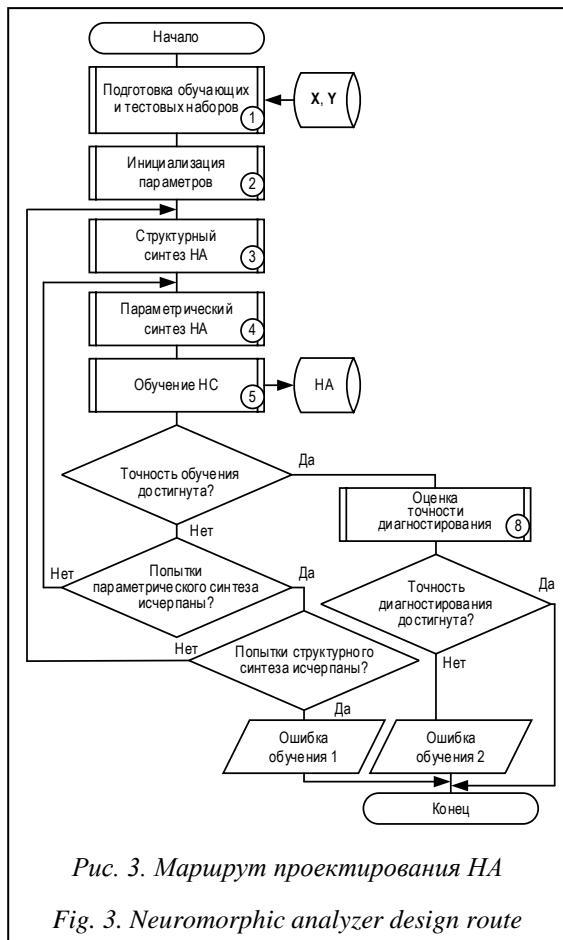 Начало
Подготовка обучающих
и тестовых наборов
1
X, Y
Инициализация
параметров
2
Структурный
синтез НА
3
Параметрический
синтез НА
4
Обучение НС
5
НА
Точность обучения
достигнута?
Да
Нет
Оценка
точности
диагностирования
8
Попытки
параметрического синтеза
исчерпаны?
Нет
Да
Точность
диагностирования
достигнута?
Да
Нет
Попытки структурного
синтеза исчерпаны?
Нет
Да
Ошибка
обучения 1
Ошибка
обучения 2
Конец
Рис. 3. Маршрут проектирования НА
Fig. 3. Neuromorphic analyzer design route